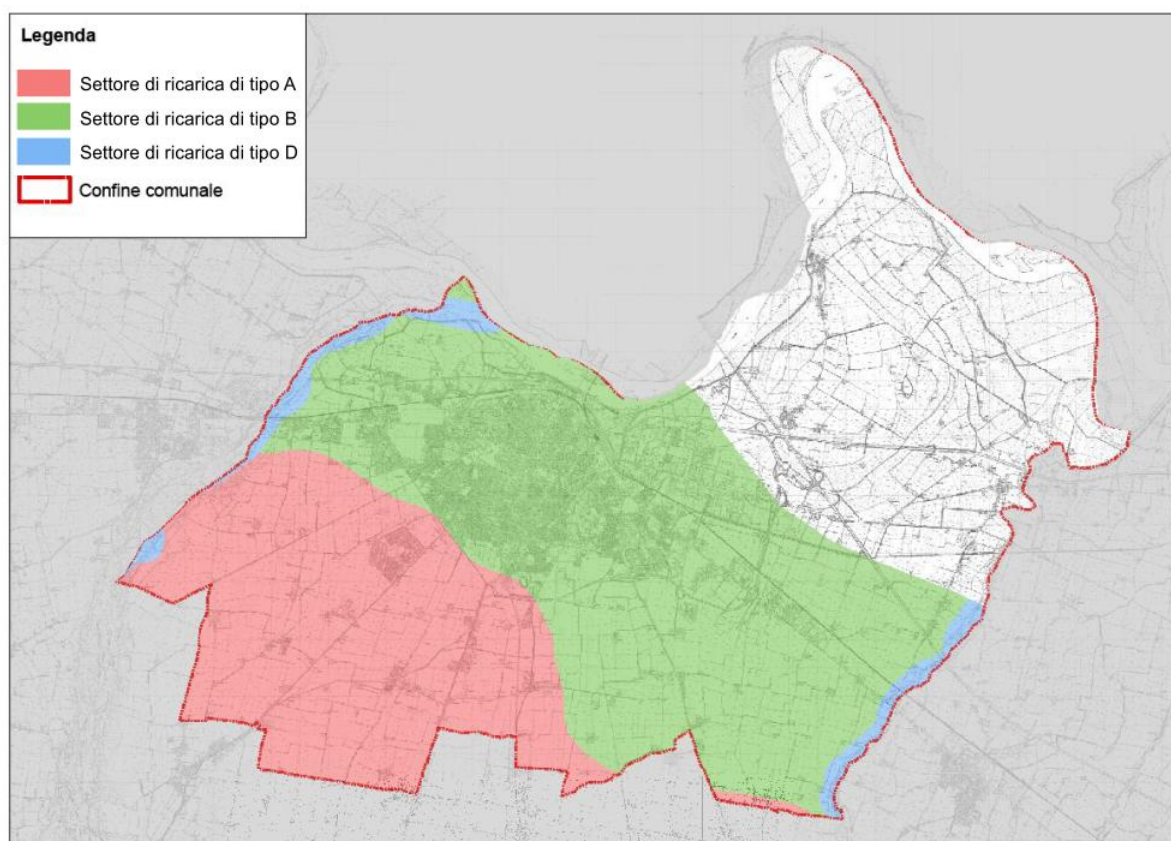 Legenda
Settore di ricarica di tipo A
Settore di ricarica di tipo B
Settore di ricarica di tipo D
Confine comunale